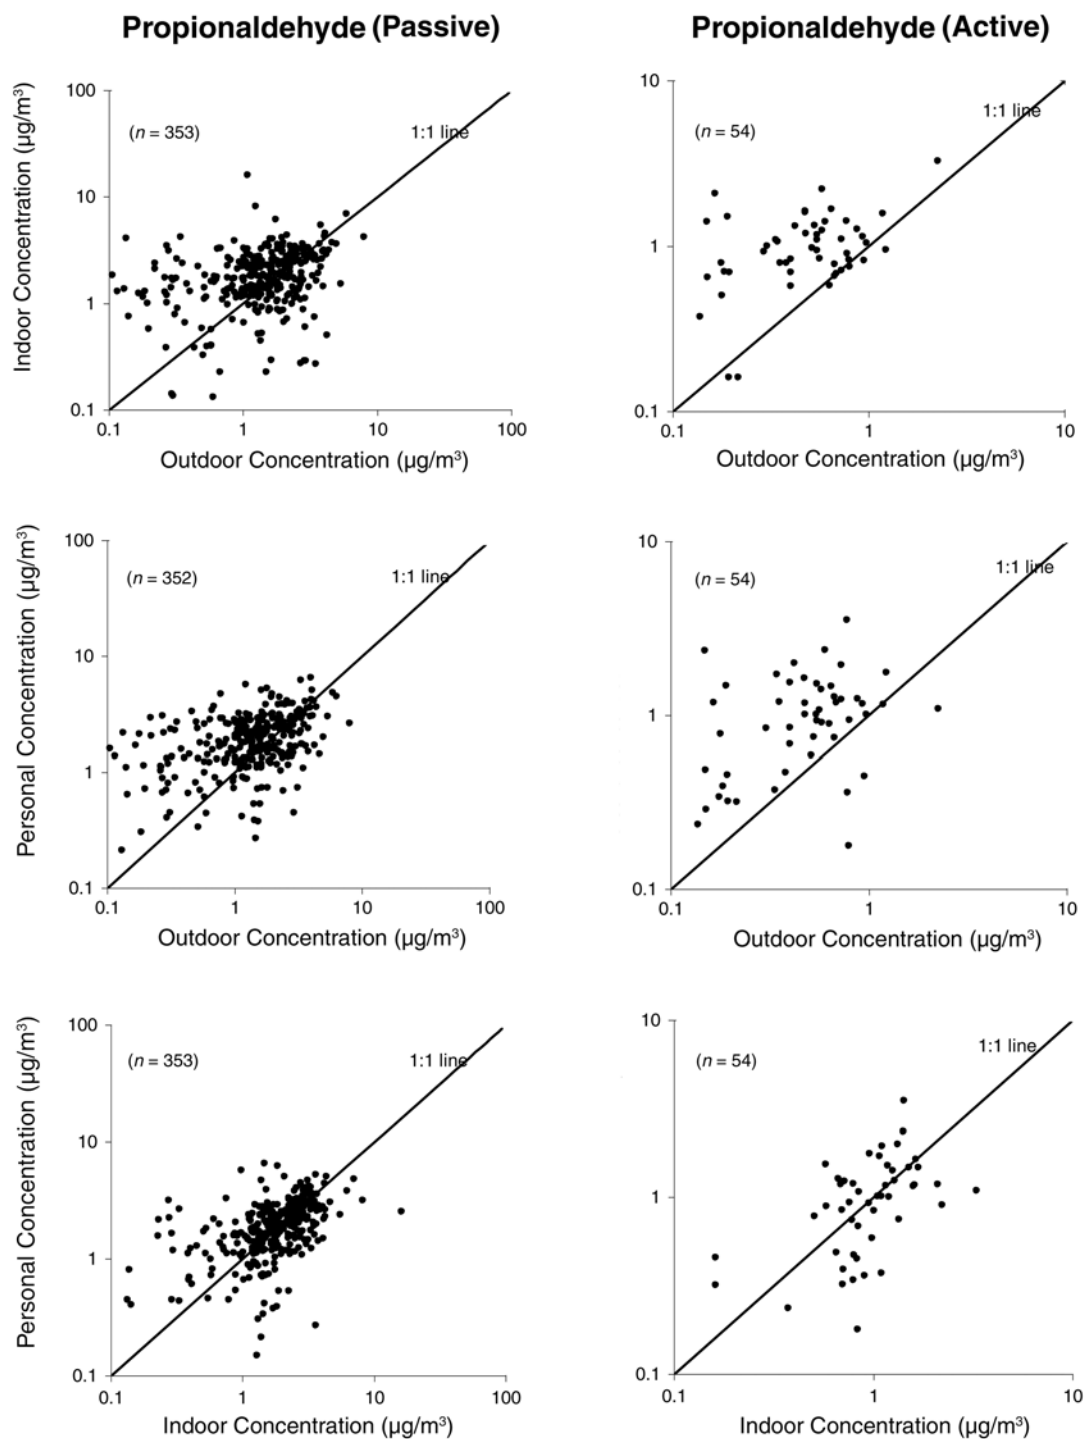 Propionaldehyde (Passive)
Propionaldehyde (Active)
Indoor Concentration (µg/m³)
100
10
1
0.1
(n = 353)
1:1 line
0.1 1 10 100
Outdoor Concentration (µg/m³)
10
1
0.1
(n = 54)
1:1 line
0.1 1 10
Outdoor Concentration (µg/m³)
Personal Concentration (µg/m³)
100
10
1
0.1
(n = 352)
1:1 line
0.1 1 10 100
Outdoor Concentration (µg/m³)
10
1
0.1
(n = 54)
1:1 line
0.1 1 10
Outdoor Concentration (µg/m³)
Personal Concentration (µg/m³)
100
10
1
0.1
(n = 353)
1:1 line
0.1 1 10 100
Indoor Concentration (µg/m³)
10
1
0.1
(n = 54)
1:1 line
0.1 1 10
Indoor Concentration (µg/m³)